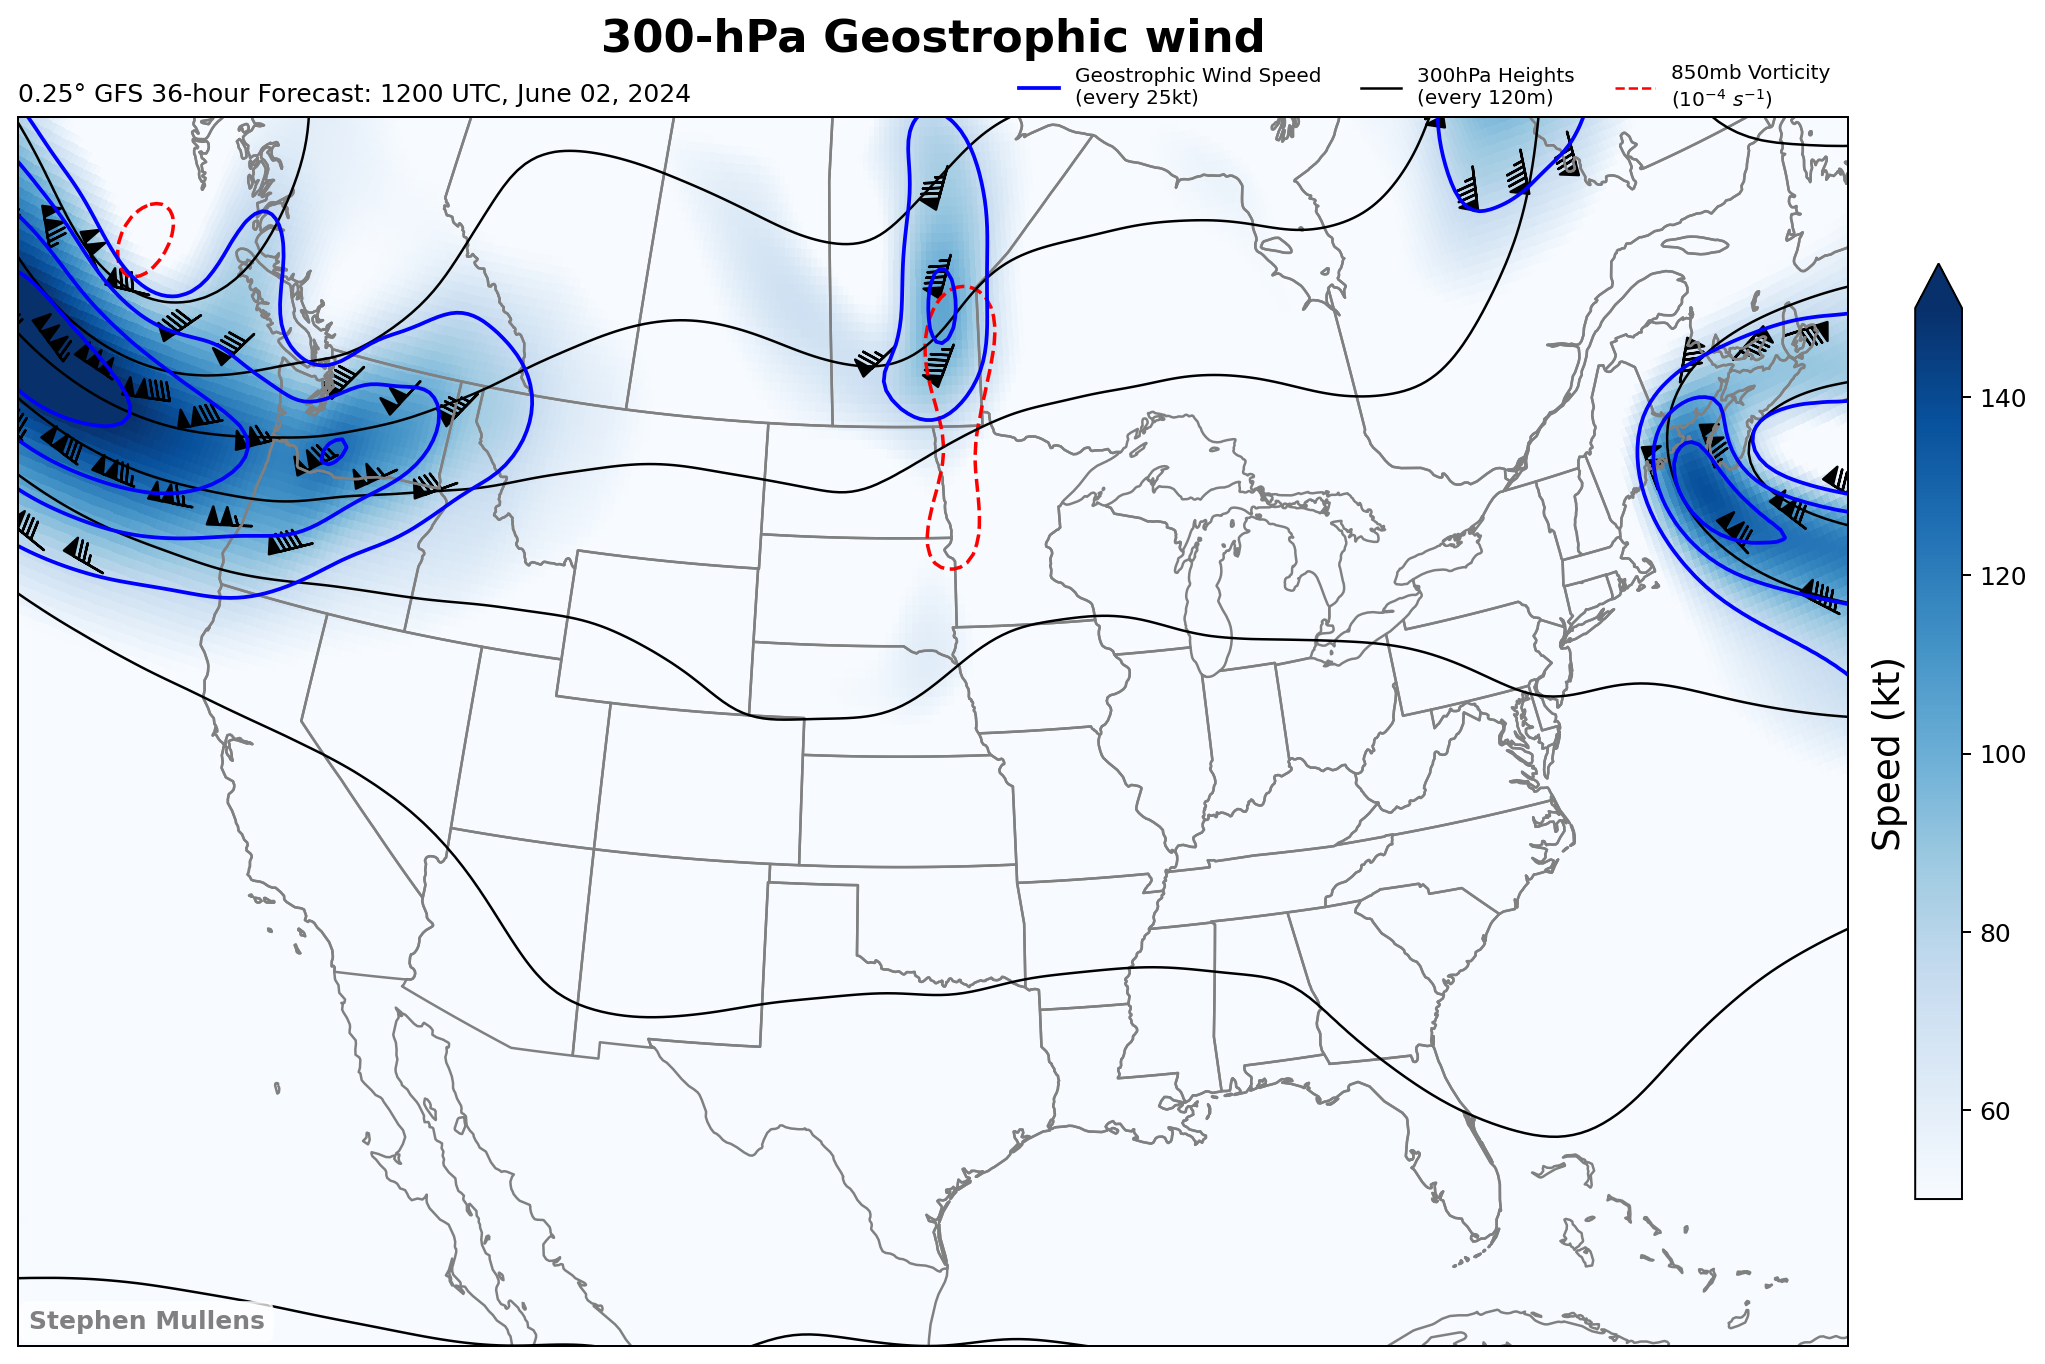 300-hPa Geostrophic wind
0.25° GFS 36-hour Forecast: 1200 UTC, June 02, 2024
Geostrophic Wind Speed
(every 25kt)
300hPa Heights
(every 120m)
850mb Vorticity
(10⁻⁴ s⁻¹)
140
120
100
80
60
Speed (kt)
Stephen Mullens